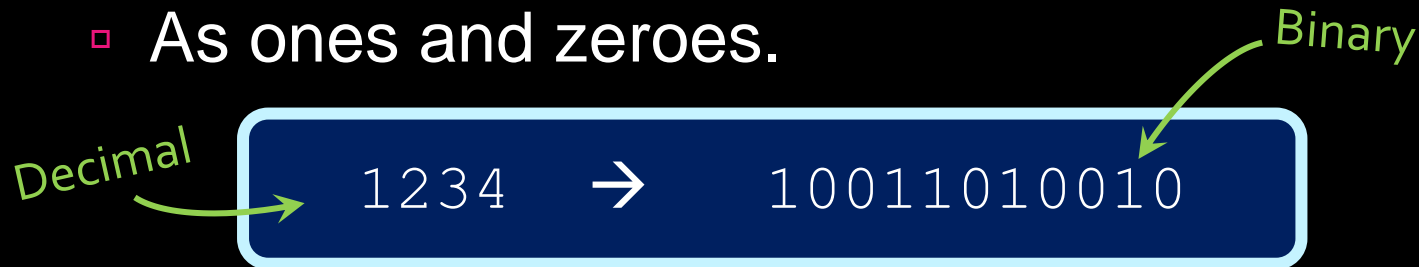 ▫ As ones and zeroes.
Binary
Decimal
1234 → 10011010010